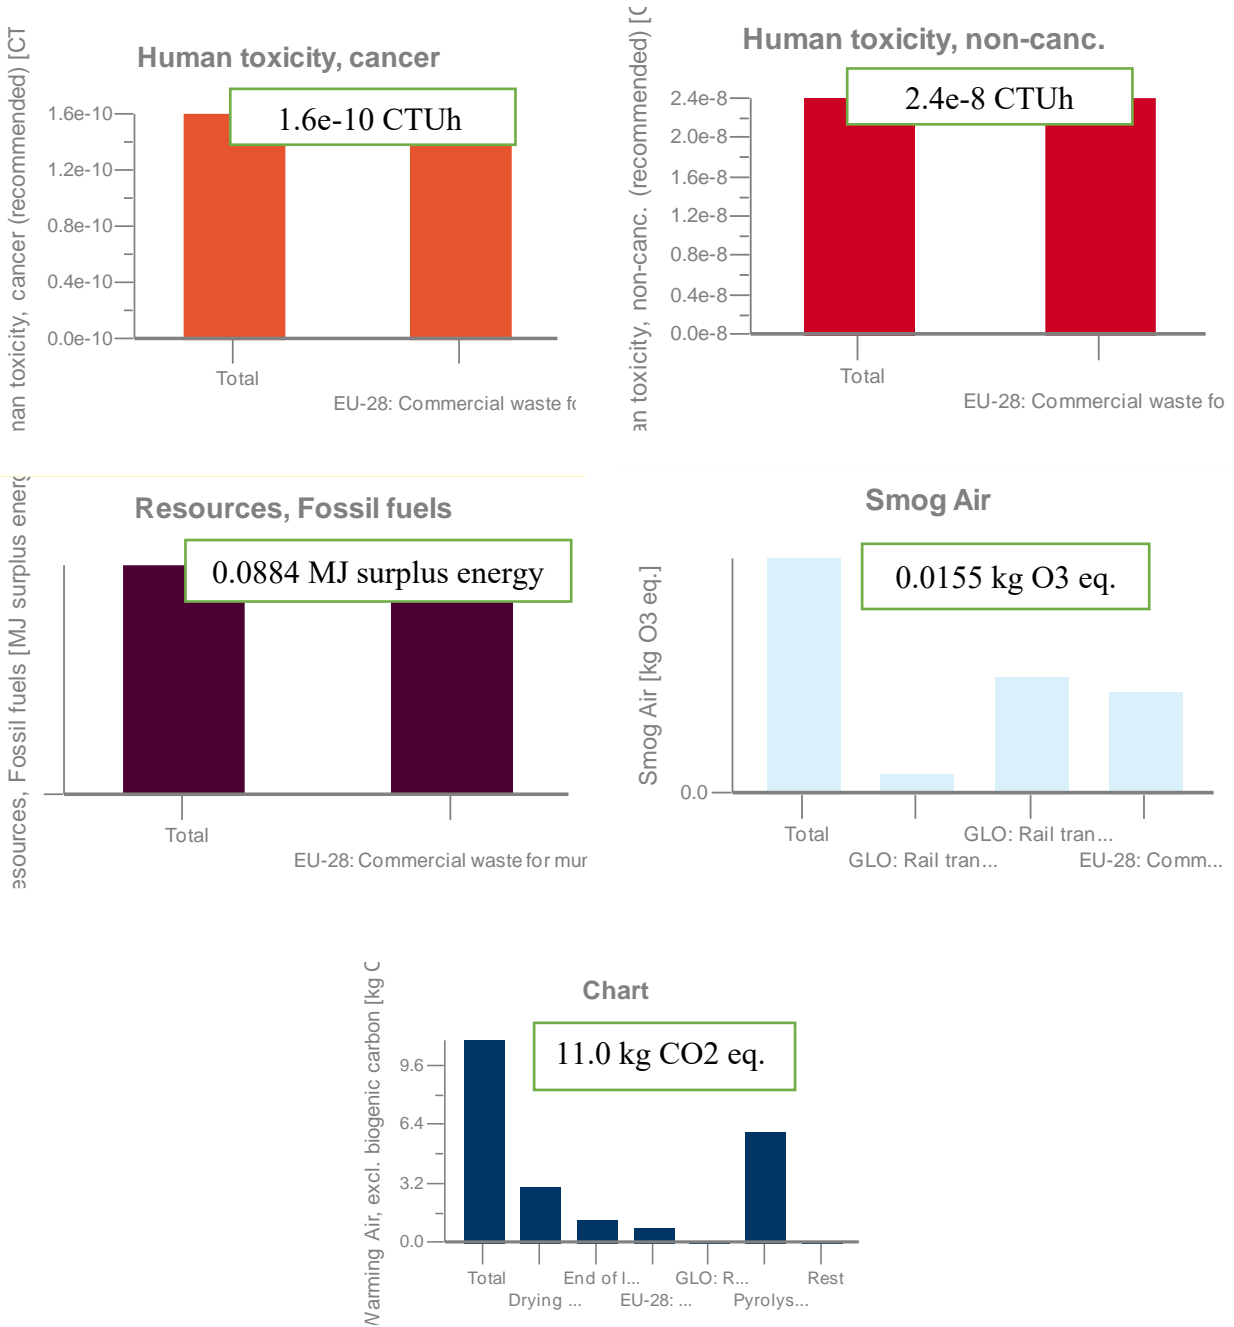 Human toxicity, cancer
nan toxicity, cancer (recommended) [CT
1.6e-10 CTUh
1.6e-10
1.2e-10
0.8e-10
0.4e-10
0.0e-10
Total
EU-28: Commercial waste fo
Human toxicity, non-canc.
an toxicity, non-canc. (recommended) [C
2.4e-8 CTUh
2.4e-8
2.0e-8
1.6e-8
1.2e-8
0.8e-8
0.4e-8
0.0e-8
Total
EU-28: Commercial waste fo
Resources, Fossil fuels
esources, Fossil fuels [MJ surplus energ
0.0884 MJ surplus energy
Total
EU-28: Commercial waste for mur
Smog Air
Smog Air [kg O3 eq.]
0.0155 kg O3 eq.
0.0
Total
GLO: Rail tran...
GLO: Rail tran...
EU-28: Comm...
Chart
Warming Air, excl. biogenic carbon [kg C
11.0 kg CO2 eq.
9.6
6.4
3.2
0.0
Total
End of l...
GLO: R...
Rest
Drying ...
EU-28: ...
Pyrolys...